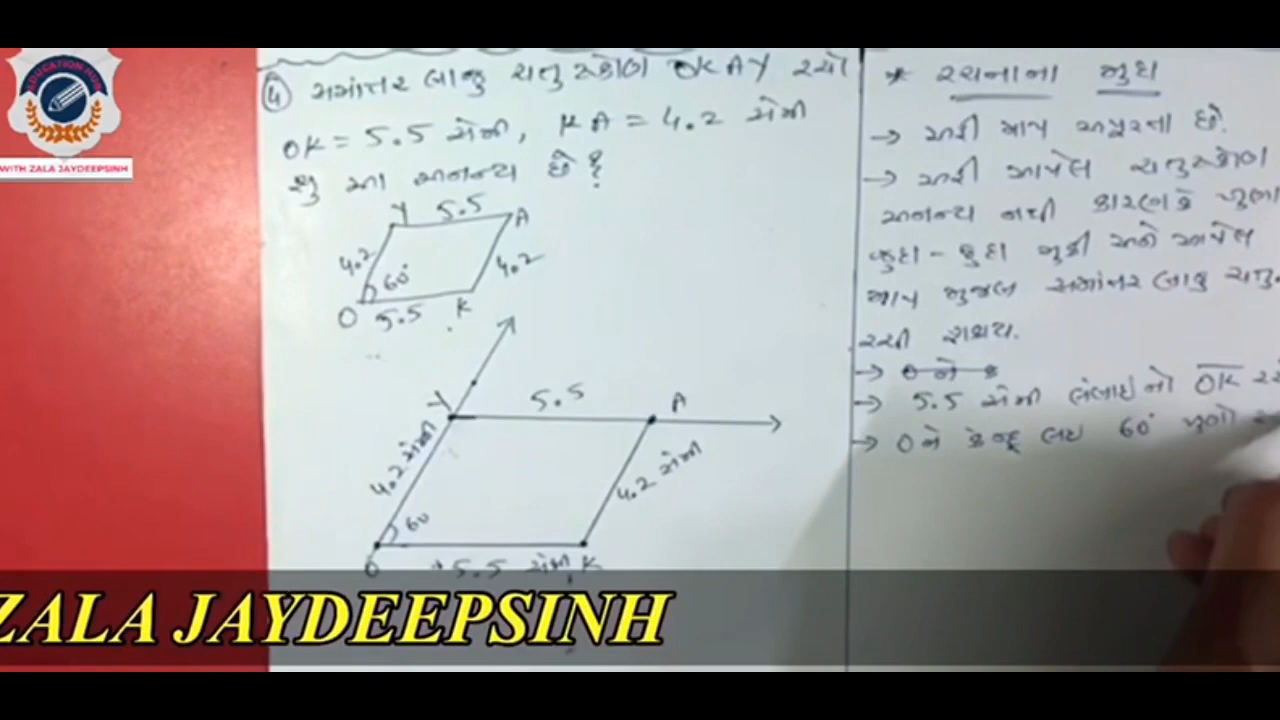 EDUCATION HUB
WITH ZALA JAYDEEPSINH
④ સમાંતર બાજુ ચતુષ્કોણ OKAY રચો
OK = 5.5 સેમી, KA = 4.2 સેમી
શુ આ અનન્ય છે ?
Y 5.5 A
4.2 60° 4.2
O 5.5 K
Y 5.5 A
4.2 સેમી 4.2 સેમી
60
O 5.5 સેમી K
* રચનાના મુદ્દા
→ અહી માપ અપૂરતા છે.
→ અહી આપેલ ચતુષ્કોણ
અનન્ય નથી કારણકે ખુણા
જુદા - જુદા મુકી અને આપેલ
માપ મુજબ સમાંતર બાજુ
રચી શકાય.
→ O ને
→ 5.5 સેમી લંબાઇનો OK
→ O ને કેન્દ્ર લઇ 60° ખુણો
ZALA JAYDEEPSINH